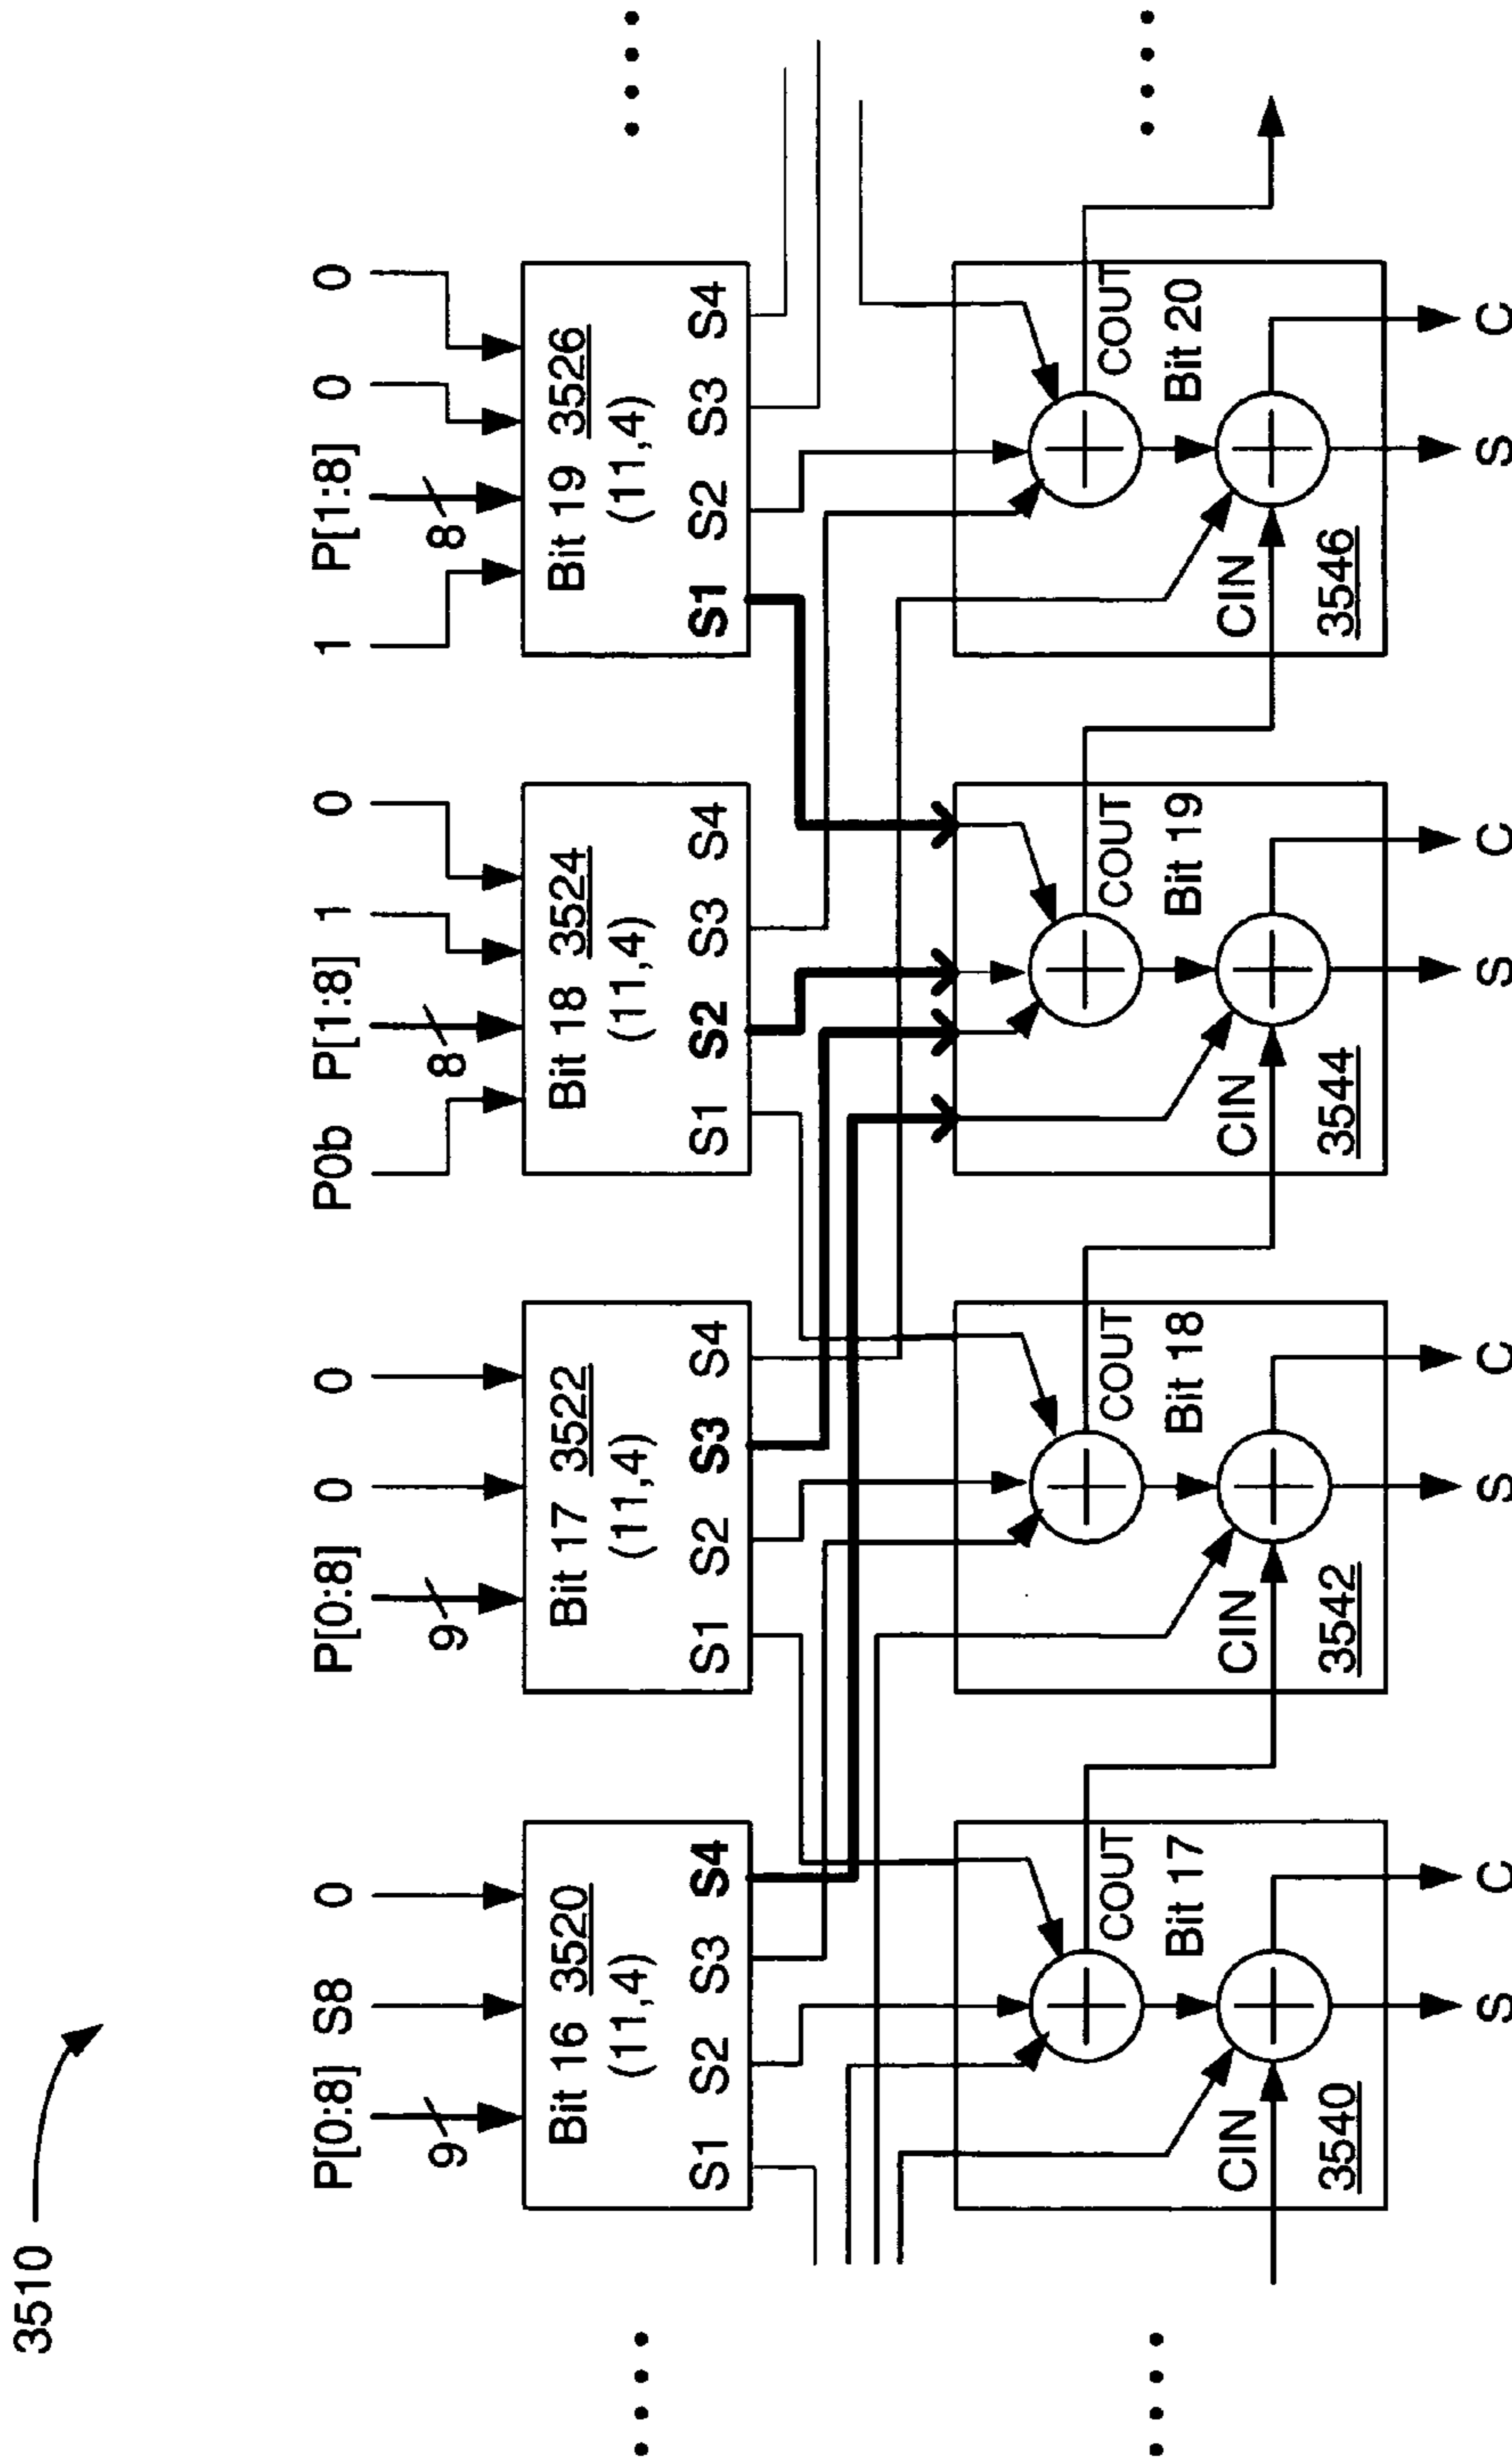 3510
P[0:8] S8 0
P[0:8] 0 0
P0b P[1:8] 1 0
1 P[1:8] 0 0
9
9
8
8
Bit 16 3520
(11,4)
S1 S2 S3 S4
Bit 17 3522
(11,4)
S1 S2 S3 S4
Bit 18 3524
(11,4)
S1 S2 S3 S4
Bit 19 3526
(11,4)
S1 S2 S3 S4
COUT
Bit 17
CIN
3540
COUT
Bit 18
CIN
3542
COUT
Bit 19
CIN
3544
COUT
Bit 20
CIN
3546
S C
S C
S C
S C